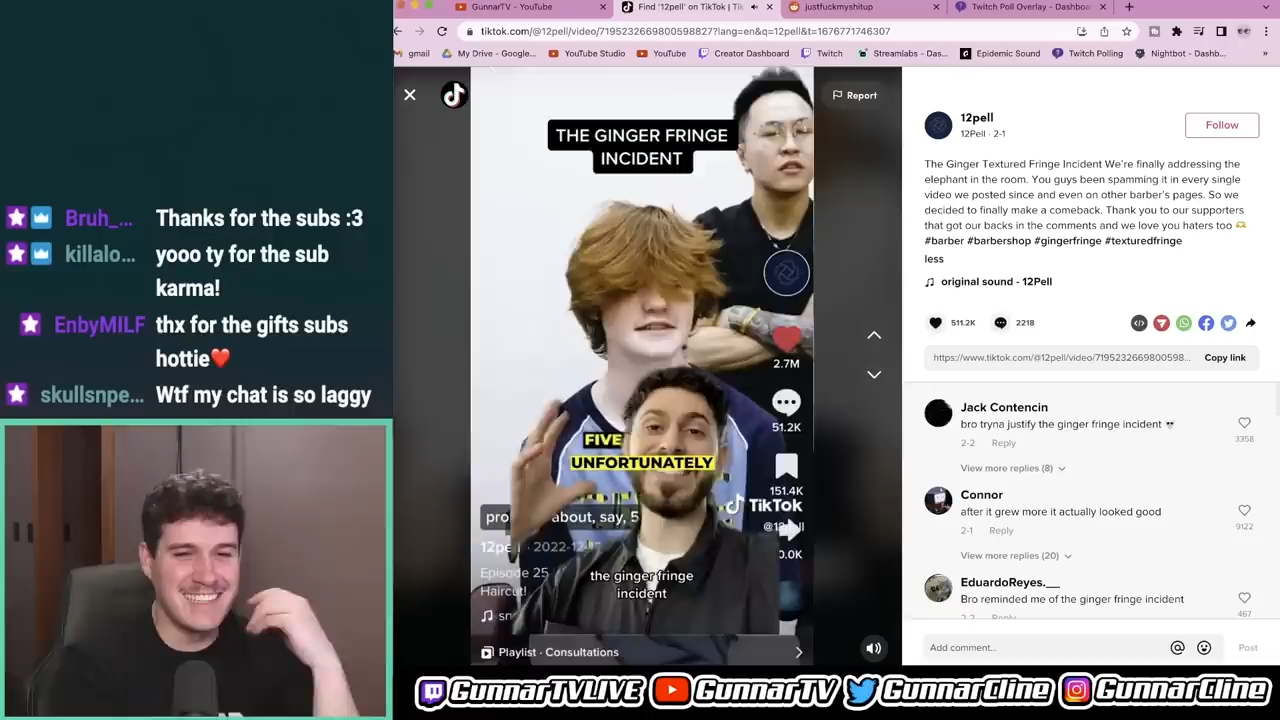 GunnarTV - YouTube
Find '12pell' on TikTok | Tik
justfuckmyshitup
Twitch Poll Overlay - Dashboa
tiktok.com/@12pell/video/7195232669800598827?lang=en&q=12pell&t=1676771746307
gmail
My Drive - Google...
YouTube Studio
YouTube
Creator Dashboard
Twitch
Streamlabs - Das...
Epidemic Sound
Twitch Polling
Nightbot - Dashb...
Bruh_... Thanks for the subs :3
killalo... yooo ty for the sub
karma!
EnbyMILF thx for the gifts subs
hottie❤️
skullsnpe... Wtf my chat is so laggy
Report
THE GINGER FRINGE
INCIDENT
2.7M
51.2K
151.4K
FIVE
UNFORTUNATELY
about, say, 5
TikTok
2022-12
Episode 25
Haircut!
the ginger fringe
incident
Playlist · Consultations
12pell
12Pell · 2-1
Follow
The Ginger Textured Fringe Incident We're finally addressing the
elephant in the room. You guys been spamming it in every single
video we posted since and even on other barber's pages. So we
decided to finally make a comeback. Thank you to our supporters
that got our backs in the comments and we love you haters too 🫶
#barber #barbershop #gingerfringe #texturedfringe
less
original sound - 12Pell
511.2K
2218
https://www.tiktok.com/@12pell/video/7195232669800598...
Copy link
Jack Contencin
bro tryna justify the ginger fringe incident 💀
2-2 Reply
3358
View more replies (8)
Connor
after it grew more it actually looked good
2-1 Reply
9122
View more replies (20)
EduardoReyes.__
Bro reminded me of the ginger fringe incident
467
2-2 Reply
Add comment...
Post
GunnarTVLIVE
GunnarTV
GunnarCline
GunnarCline